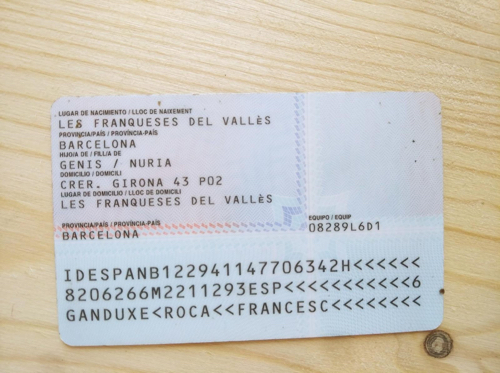 LUGAR DE NACIMIENTO / LLOC DE NAIXEMENT
LES FRANQUESES DEL VALLÈS
PROVINCIA/PAÍS / PROVÍNCIA-PAÍS
BARCELONA
HIJO/A DE / FILL/A DE
GENIS / NURIA
DOMICILIO / DOMICILI
CRER. GIRONA 43 P02
LUGAR DE DOMICILIO / LLOC DE DOMICILI
LES FRANQUESES DEL VALLÈS
PROVINCIA/PAÍS / PROVÍNCIA-PAÍS
BARCELONA
EQUIPO / EQUIP
08289L6D1
IDESPANB122941147706342H<<<<<<
8206266M2211293ESP<<<<<<<<<<<6
GANDUXE<ROCA<<FRANCESC<<<<<<<<